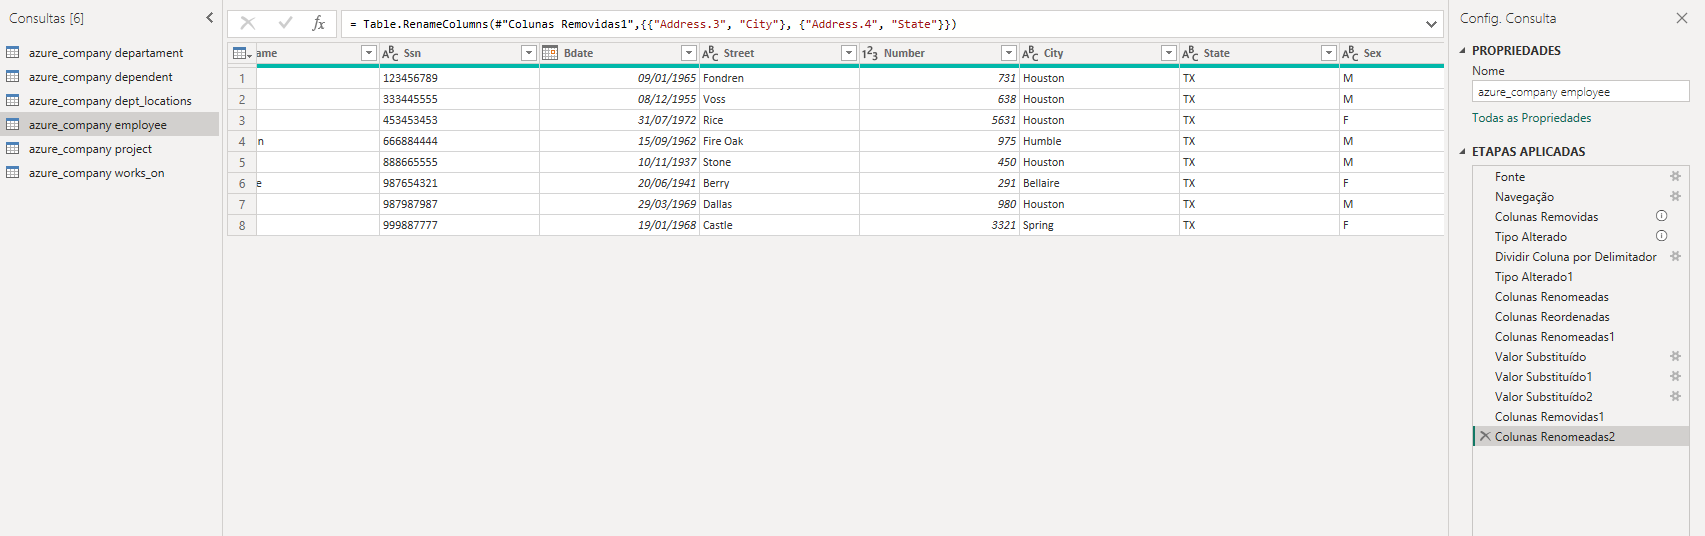 Consultas [6]
azure_company departament
azure_company dependent
azure_company dept_locations
azure_company employee
azure_company project
azure_company works_on
fx = Table.RenameColumns(#"Colunas Removidas1",{{"Address.3", "City"}, {"Address.4", "State"}})
ame ABC Ssn Bdate ABC Street 123 Number ABC City ABC State ABC Sex
1 123456789 09/01/1965 Fondren 731 Houston TX M
2 333445555 08/12/1955 Voss 638 Houston TX M
3 453453453 31/07/1972 Rice 5631 Houston TX F
4 n 666884444 15/09/1962 Fire Oak 975 Humble TX M
5 888665555 10/11/1937 Stone 450 Houston TX M
6 e 987654321 20/06/1941 Berry 291 Bellaire TX F
7 987987987 29/03/1969 Dallas 980 Houston TX M
8 999887777 19/01/1968 Castle 3321 Spring TX F
Config. Consulta
PROPRIEDADES
Nome
azure_company employee
Todas as Propriedades
ETAPAS APLICADAS
Fonte
Navegação
Colunas Removidas
Tipo Alterado
Dividir Coluna por Delimitador
Tipo Alterado1
Colunas Renomeadas
Colunas Reordenadas
Colunas Renomeadas1
Valor Substituído
Valor Substituído1
Valor Substituído2
Colunas Removidas1
Colunas Renomeadas2